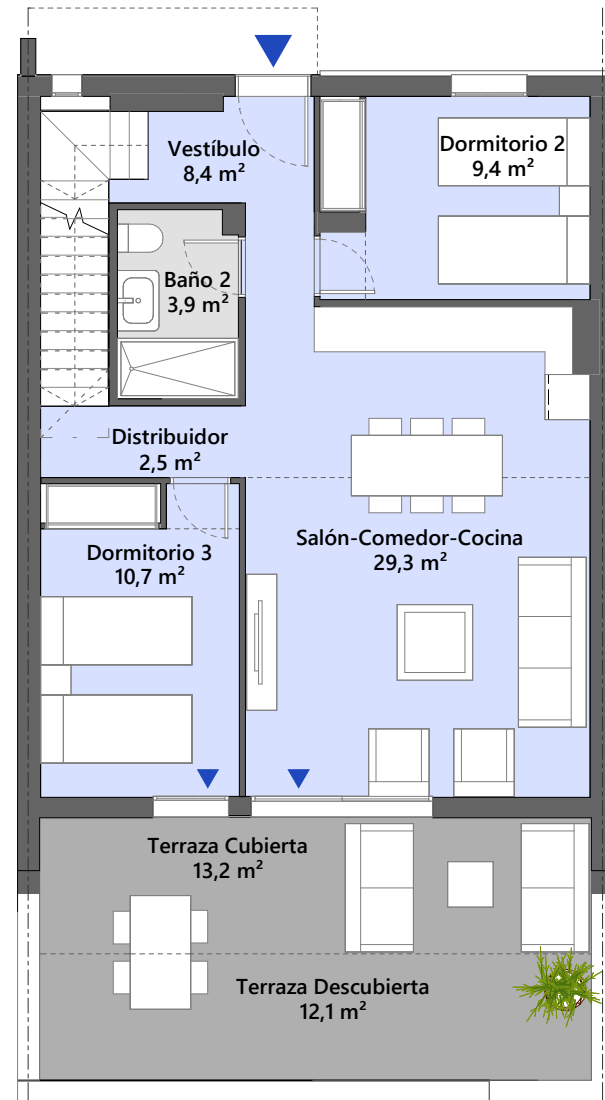 Vestíbulo
8,4 m²
Dormitorio 2
9,4 m²
Baño 2
3,9 m²
Distribuidor
2,5 m²
Dormitorio 3
10,7 m²
Salón-Comedor-Cocina
29,3 m²
Terraza Cubierta
13,2 m²
Terraza Descubierta
12,1 m²